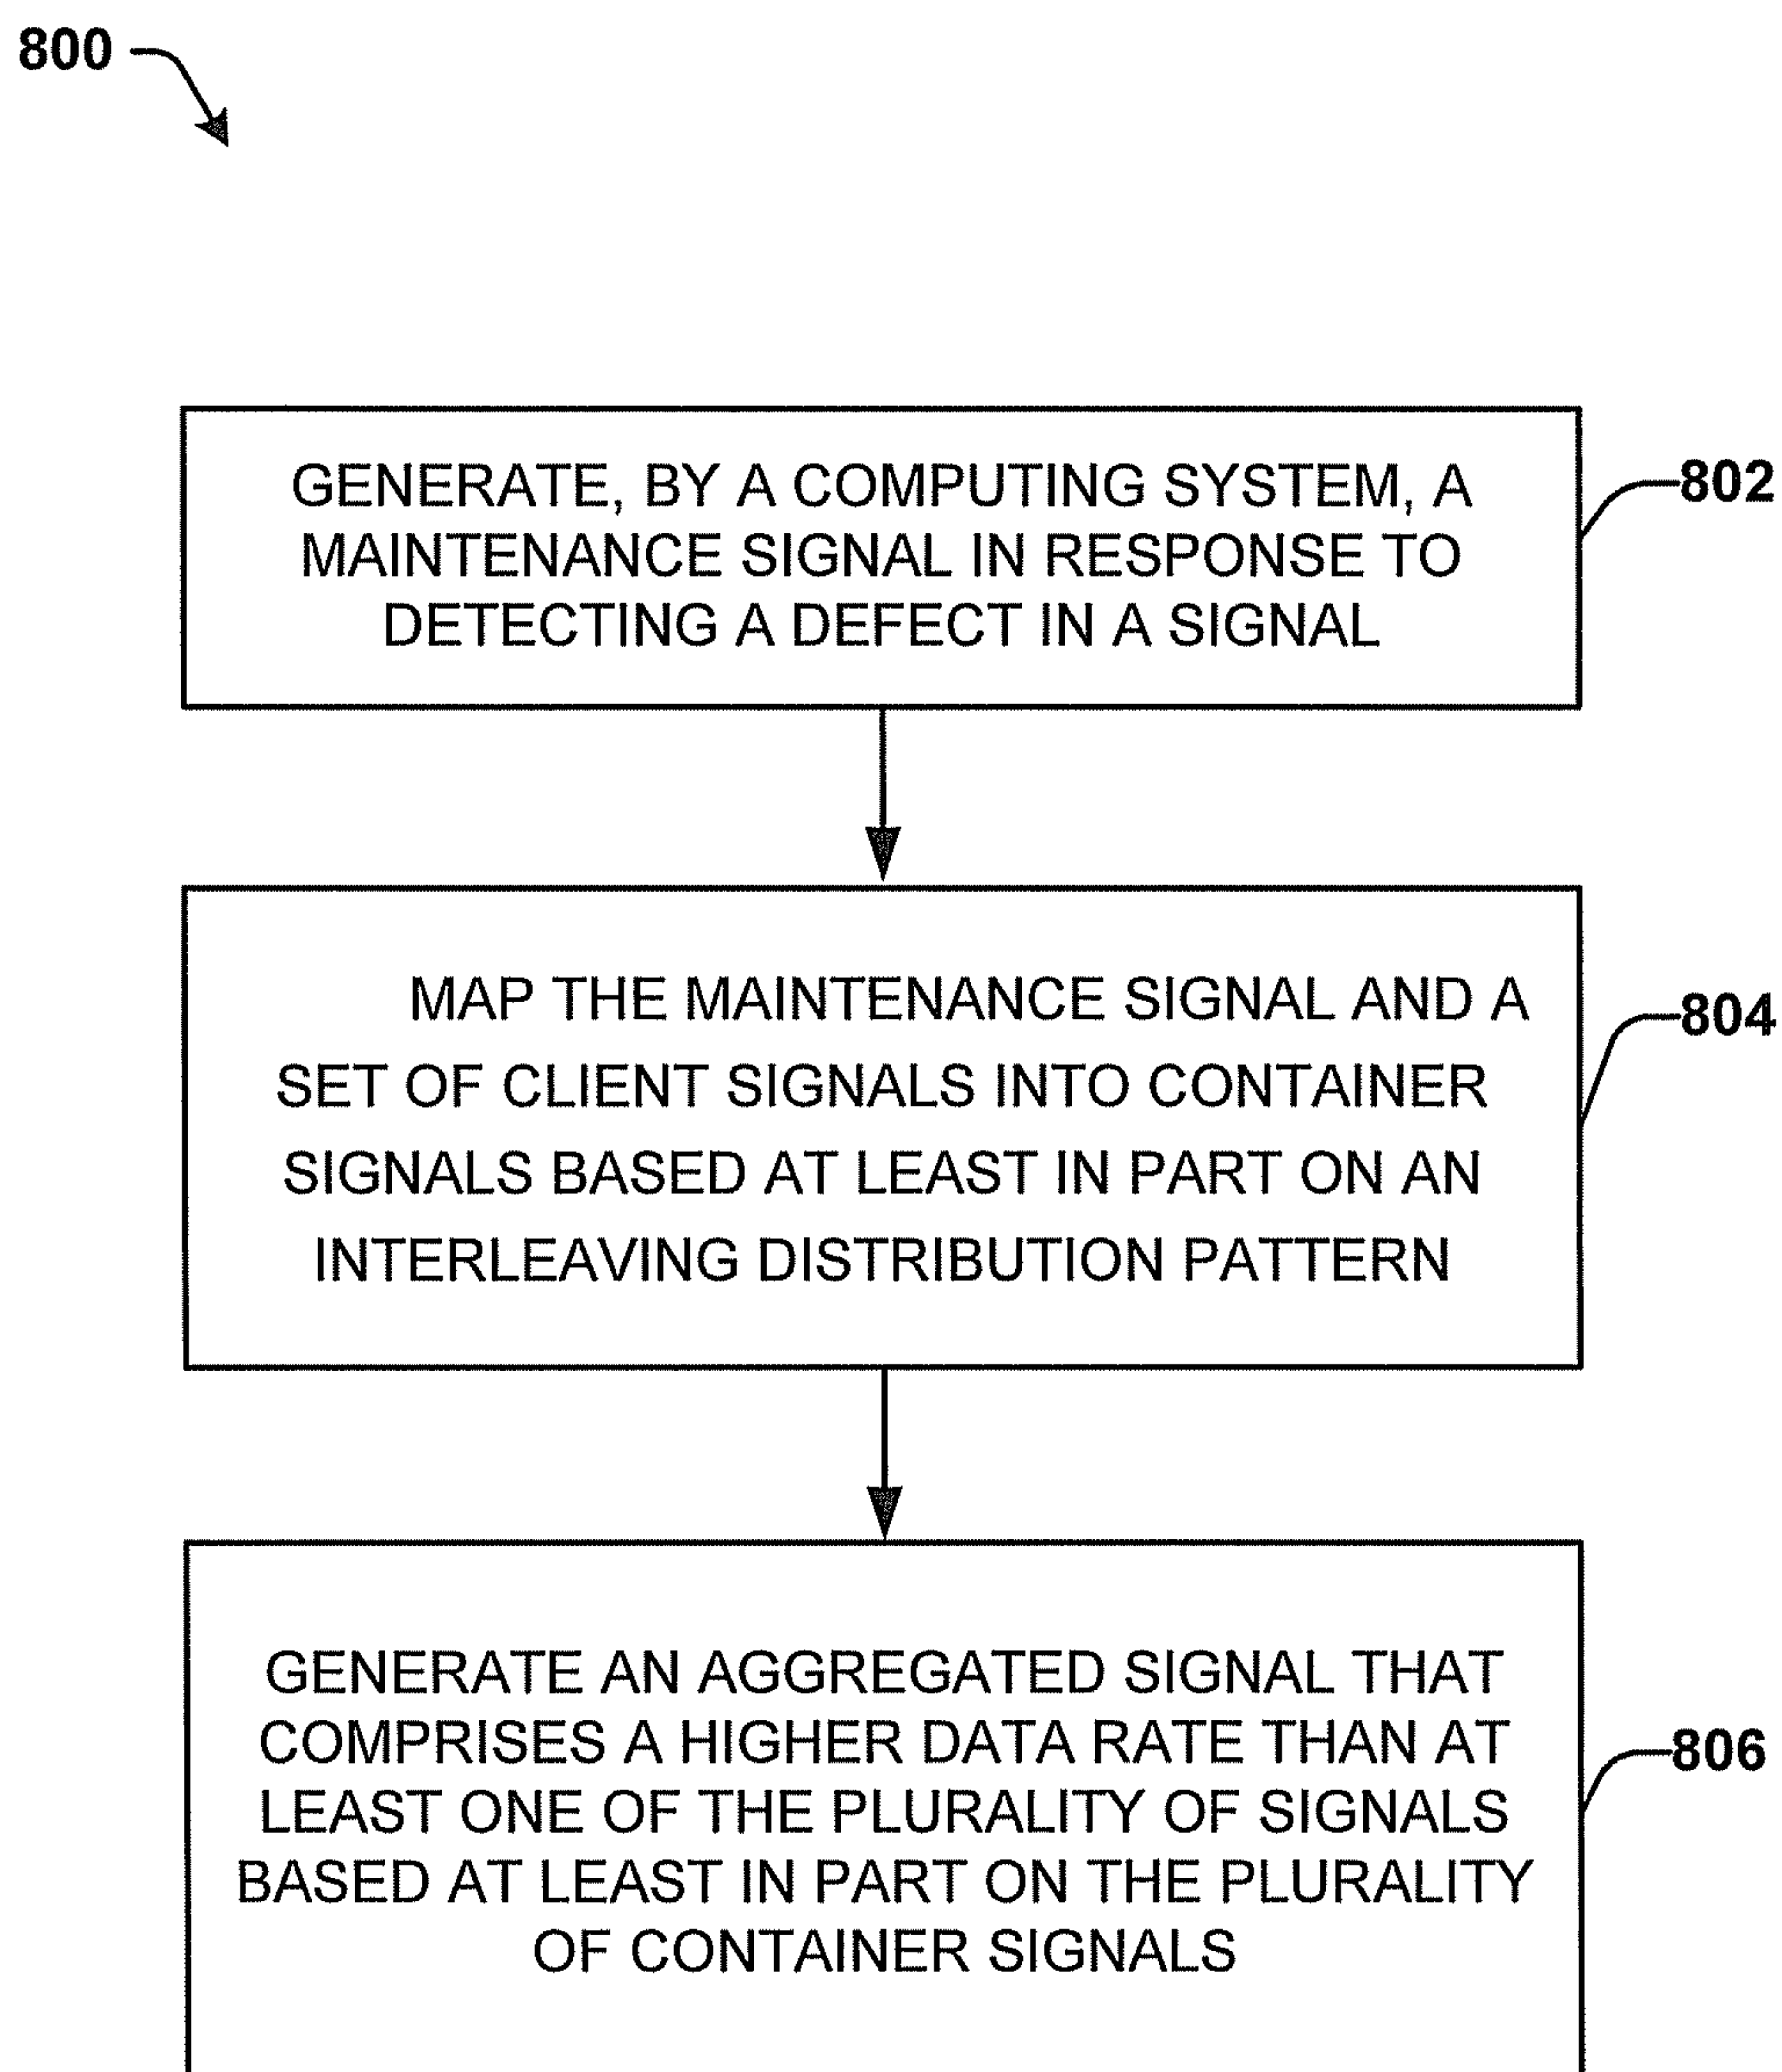 800
GENERATE, BY A COMPUTING SYSTEM, A
MAINTENANCE SIGNAL IN RESPONSE TO
DETECTING A DEFECT IN A SIGNAL
802
MAP THE MAINTENANCE SIGNAL AND A
SET OF CLIENT SIGNALS INTO CONTAINER
SIGNALS BASED AT LEAST IN PART ON AN
INTERLEAVING DISTRIBUTION PATTERN
804
GENERATE AN AGGREGATED SIGNAL THAT
COMPRISES A HIGHER DATA RATE THAN AT
LEAST ONE OF THE PLURALITY OF SIGNALS
BASED AT LEAST IN PART ON THE PLURALITY
OF CONTAINER SIGNALS
806